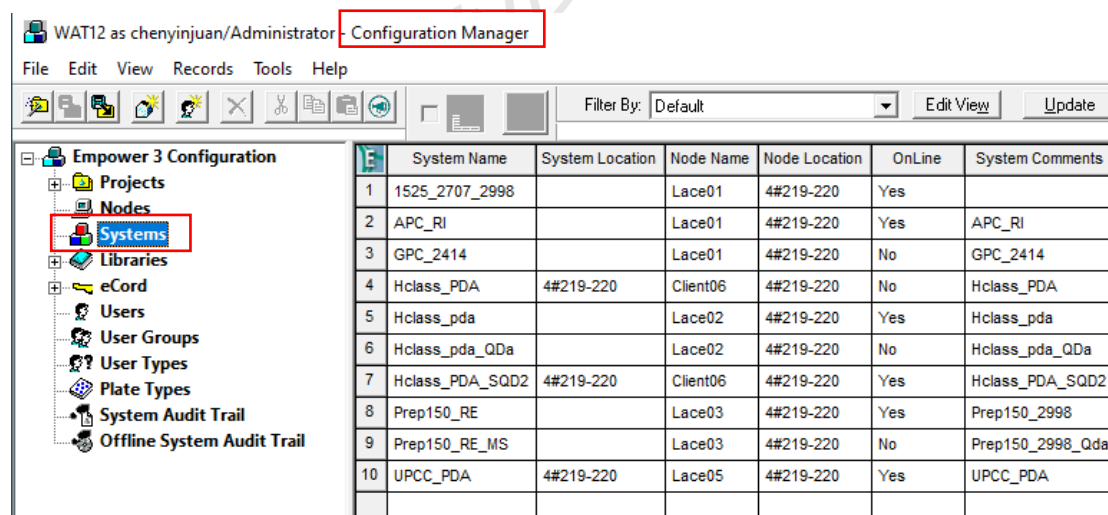 WAT12 as chenyinjuan/Administrator - Configuration Manager
File Edit View Records Tools Help
Filter By: Default Edit View Update
Empower 3 Configuration
Projects
Nodes
Systems
Libraries
eCord
Users
User Groups
User Types
Plate Types
System Audit Trail
Offline System Audit Trail
System Name System Location Node Name Node Location OnLine System Comments
1 1525_2707_2998 Lace01 4#219-220 Yes
2 APC_RI Lace01 4#219-220 Yes APC_RI
3 GPC_2414 Lace01 4#219-220 No GPC_2414
4 Hclass_PDA 4#219-220 Client06 4#219-220 No Hclass_PDA
5 Hclass_pda Lace02 4#219-220 Yes Hclass_pda
6 Hclass_pda_QDa Lace02 4#219-220 No Hclass_pda_QDa
7 Hclass_PDA_SQD2 4#219-220 Client06 4#219-220 Yes Hclass_PDA_SQD2
8 Prep150_RE Lace03 4#219-220 Yes Prep150_2998
9 Prep150_RE_MS Lace03 4#219-220 No Prep150_2998_Qda
10 UPCC_PDA 4#219-220 Lace05 4#219-220 Yes UPCC_PDA